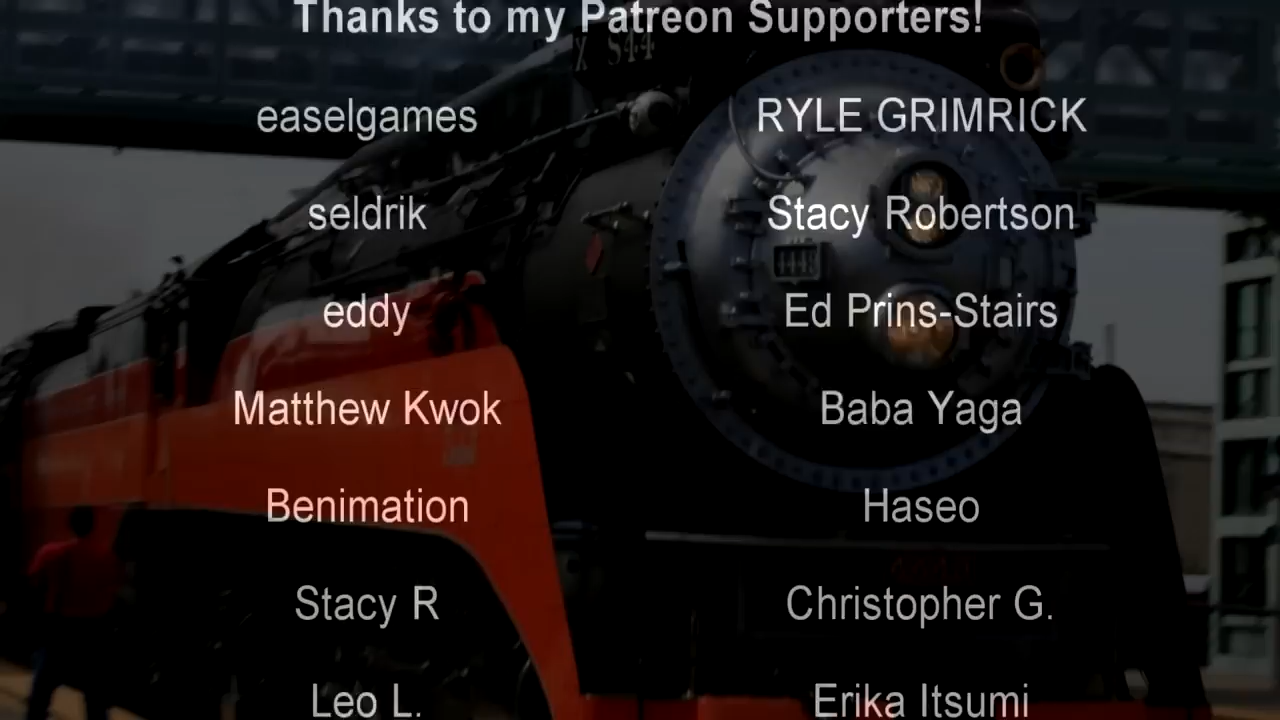 Thanks to my Patreon Supporters!
X S44
easelgames RYLE GRIMRICK
seldrik Stacy Robertson
eddy Ed Prins-Stairs
Matthew Kwok Baba Yaga
Benimation Haseo
Stacy R Christopher G.
Leo L. Erika Itsumi